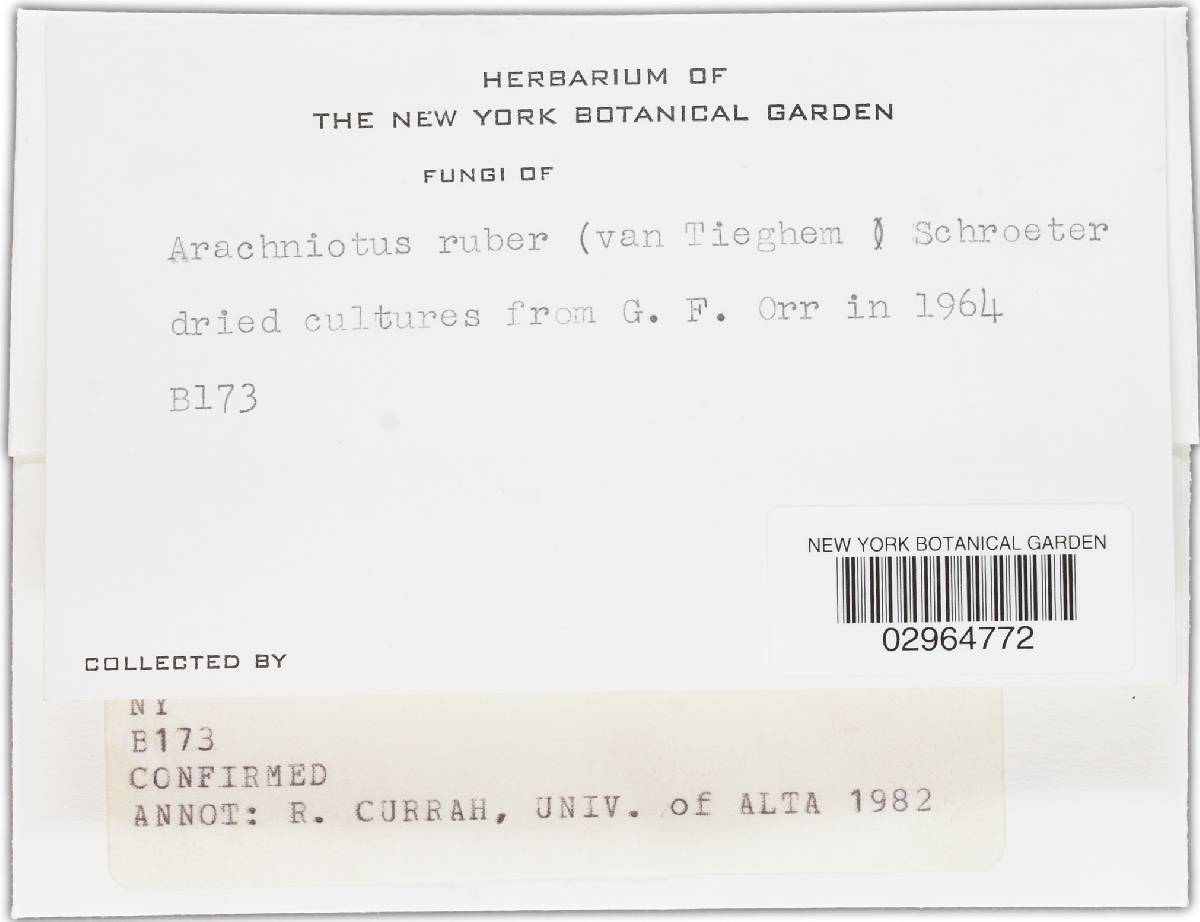 HERBARIUM OF
THE NEW YORK BOTANICAL GARDEN
FUNGI OF
Arachniotus ruber (van Tieghem ) Schroeter
dried cultures from G. F. Orr in 1964
B173
NEW YORK BOTANICAL GARDEN
02964772
COLLECTED BY
NY
B173
CONFIRMED
ANNOT: R. CURRAH, UNIV. of ALTA 1982